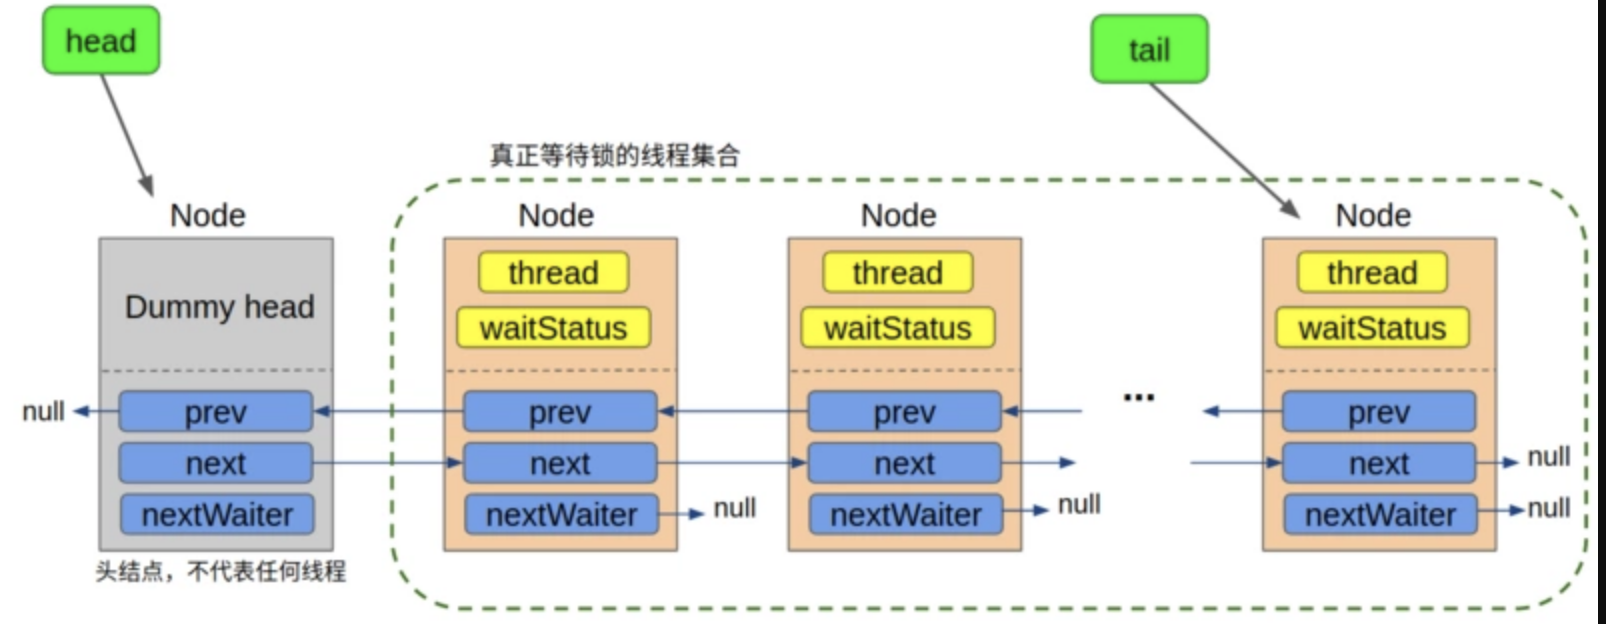 head
tail
真正等待锁的线程集合
Node
Node
Node
Node
Dummy head
thread
thread
thread
waitStatus
waitStatus
waitStatus
null
prev
prev
prev
...
prev
next
next
next
next
null
nextWaiter
nextWaiter
null
nextWaiter
null
nextWaiter
null
头结点，不代表任何线程